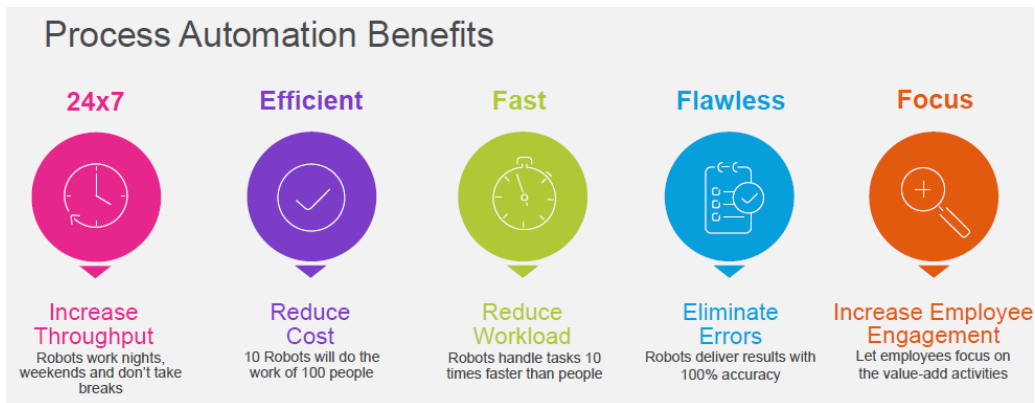 Process Automation Benefits
24x7
Efficient
Fast
Flawless
Focus
Increase
Throughput
Robots work nights,
weekends and don't take
breaks
Reduce
Cost
10 Robots will do the
work of 100 people
Reduce
Workload
Robots handle tasks 10
times faster than people
Eliminate
Errors
Robots deliver results with
100% accuracy
Increase Employee
Engagement
Let employees focus on
the value-add activities